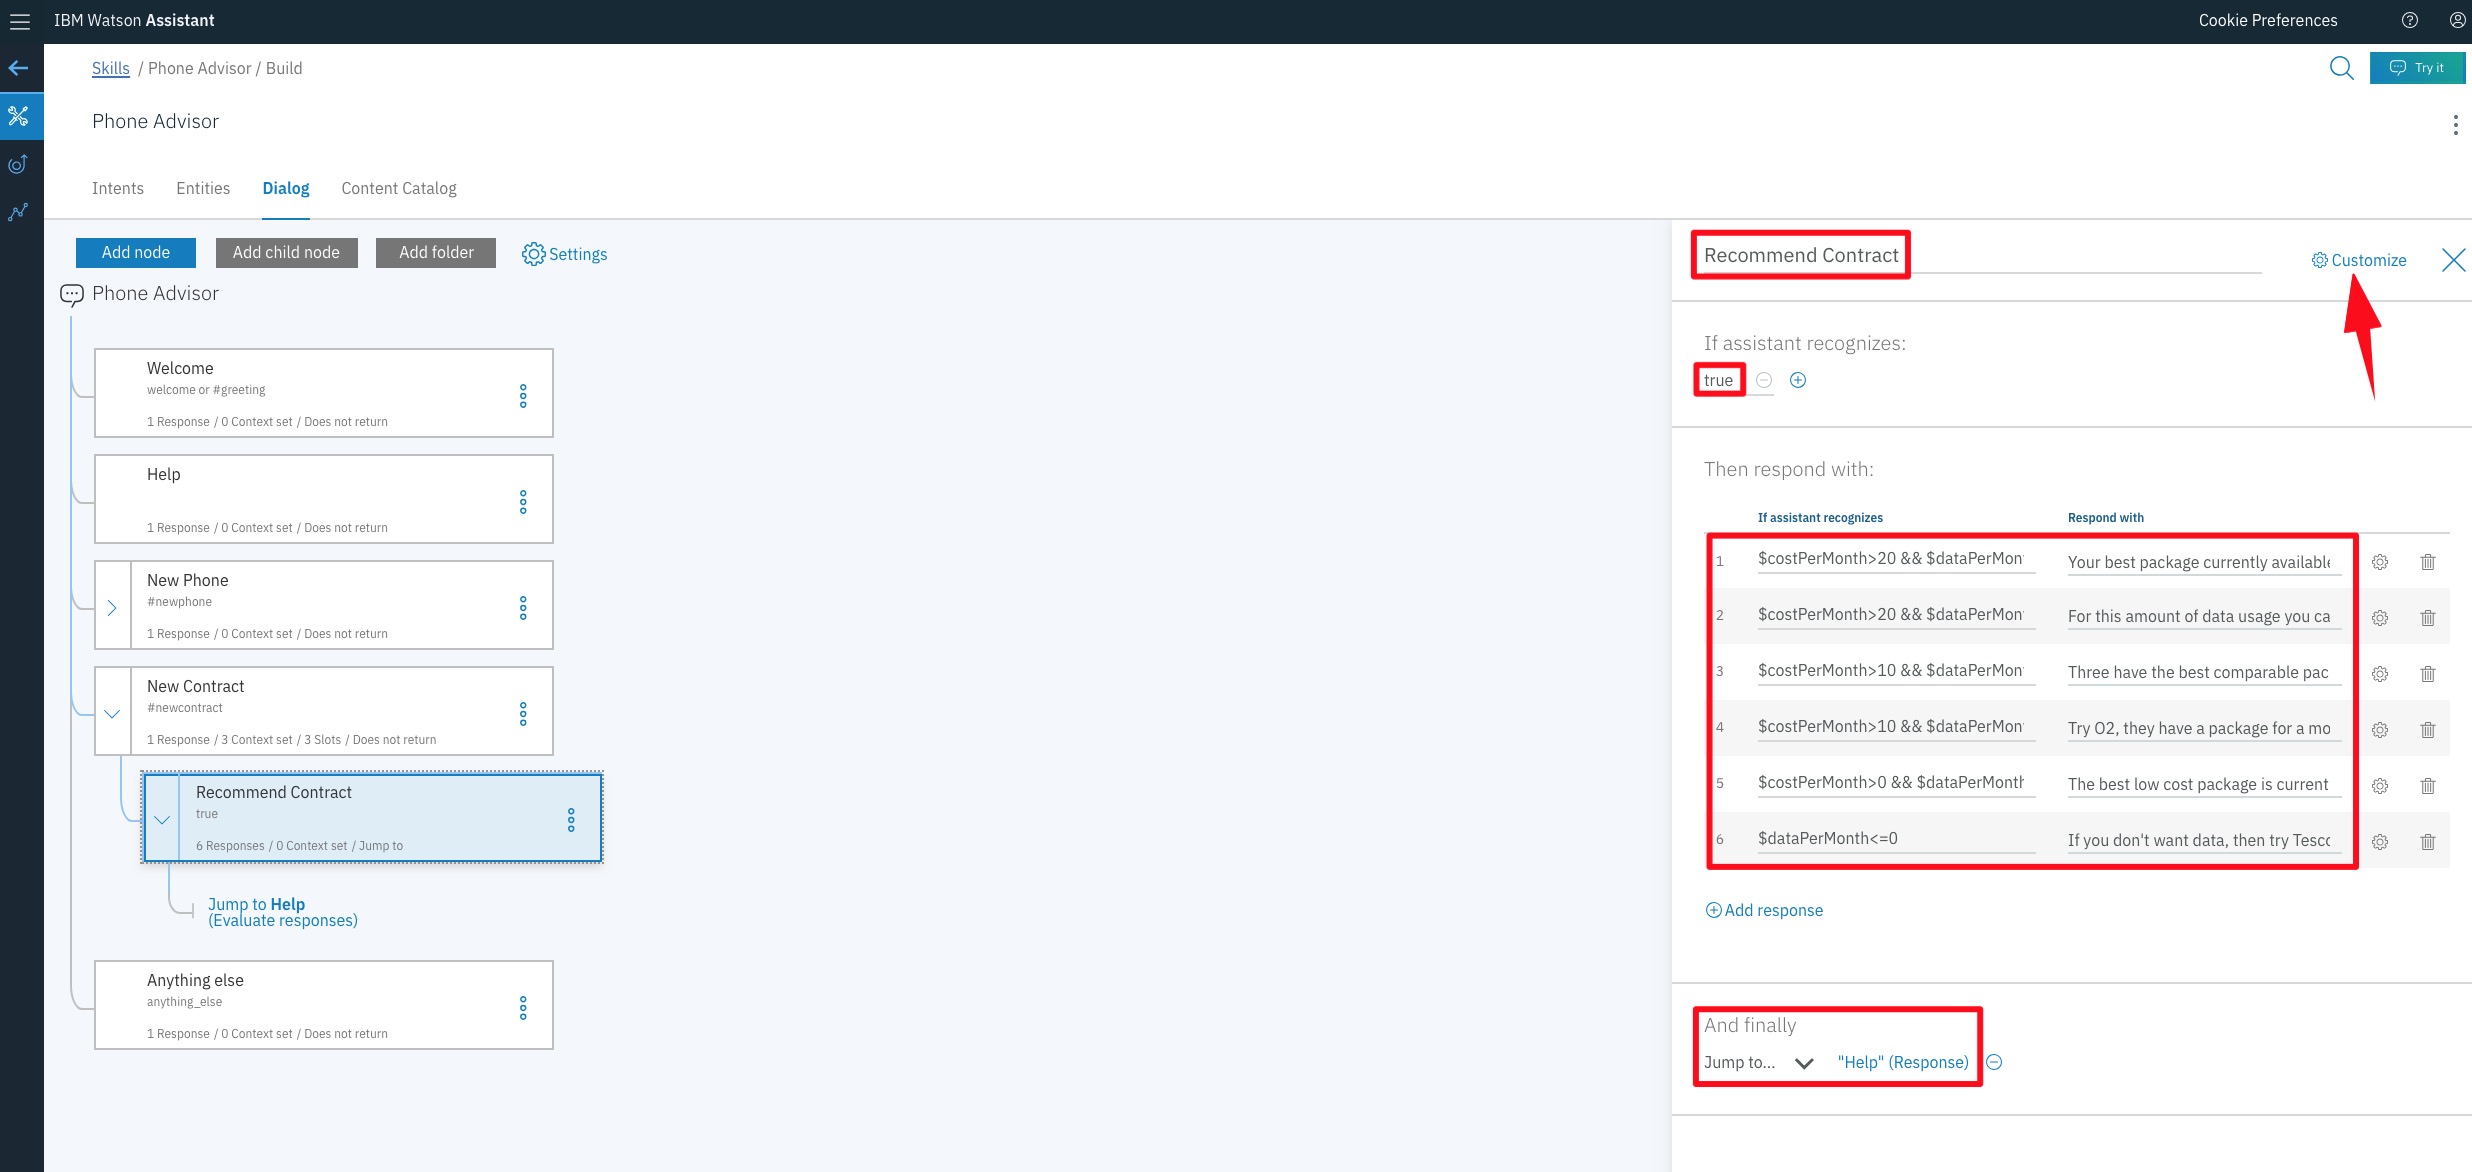 IBM Watson Assistant
Cookie Preferences
Skills / Phone Advisor / Build
Try it
Phone Advisor
Intents
Entities
Dialog
Content Catalog
Add node
Add child node
Add folder
Settings
Phone Advisor
Welcome
welcome or #greeting
1 Response / 0 Context set / Does not return
Help
1 Response / 0 Context set / Does not return
New Phone
#newphone
1 Response / 0 Context set / Does not return
New Contract
#newcontract
1 Response / 3 Context set / 3 Slots / Does not return
Recommend Contract
true
6 Responses / 0 Context set / Jump to
Jump to Help
(Evaluate responses)
Anything else
anything_else
1 Response / 0 Context set / Does not return
Recommend Contract
Customize
If assistant recognizes:
true
Then respond with:
If assistant recognizes
Respond with
1 $costPerMonth>20 && $dataPerMon Your best package currently available
2 $costPerMonth>20 && $dataPerMon For this amount of data usage you ca
3 $costPerMonth>10 && $dataPerMon Three have the best comparable pac
4 $costPerMonth>10 && $dataPerMon Try O2, they have a package for a mo
5 $costPerMonth>0 && $dataPerMonth The best low cost package is current
6 $dataPerMonth<=0 If you don't want data, then try Tesco
Add response
And finally
Jump to... "Help" (Response)